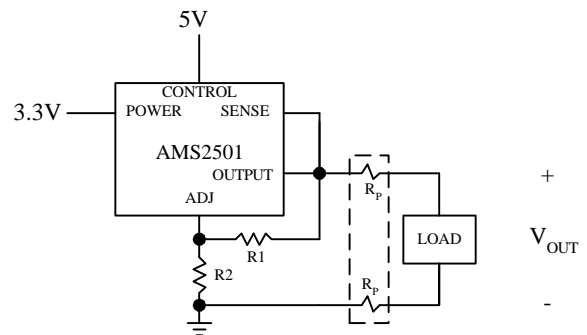 5V
CONTROL
3.3V
POWER SENSE
AMS2501
OUTPUT
ADJ
R1
R2
RP
RP
LOAD
+
VOUT
-